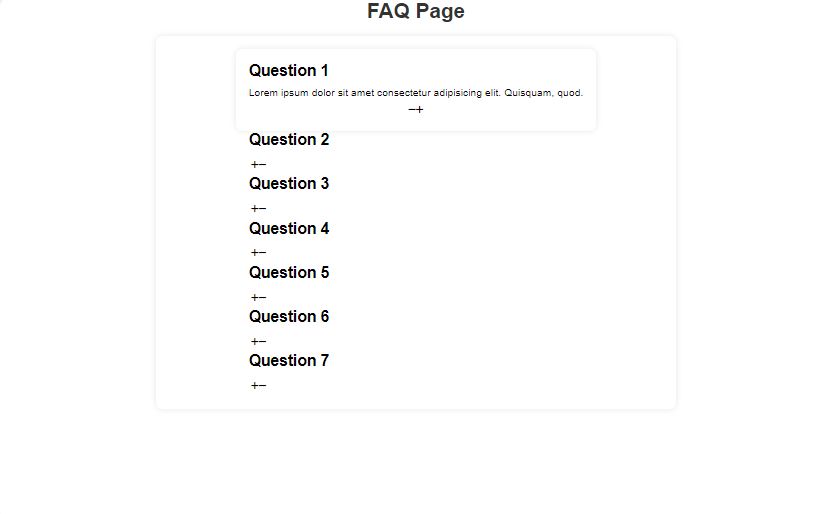 FAQ Page
Question 1
Lorem ipsum dolor sit amet consectetur adipisicing elit. Quisquam, quod.
−+
Question 2
+−
Question 3
+−
Question 4
+−
Question 5
+−
Question 6
+−
Question 7
+−